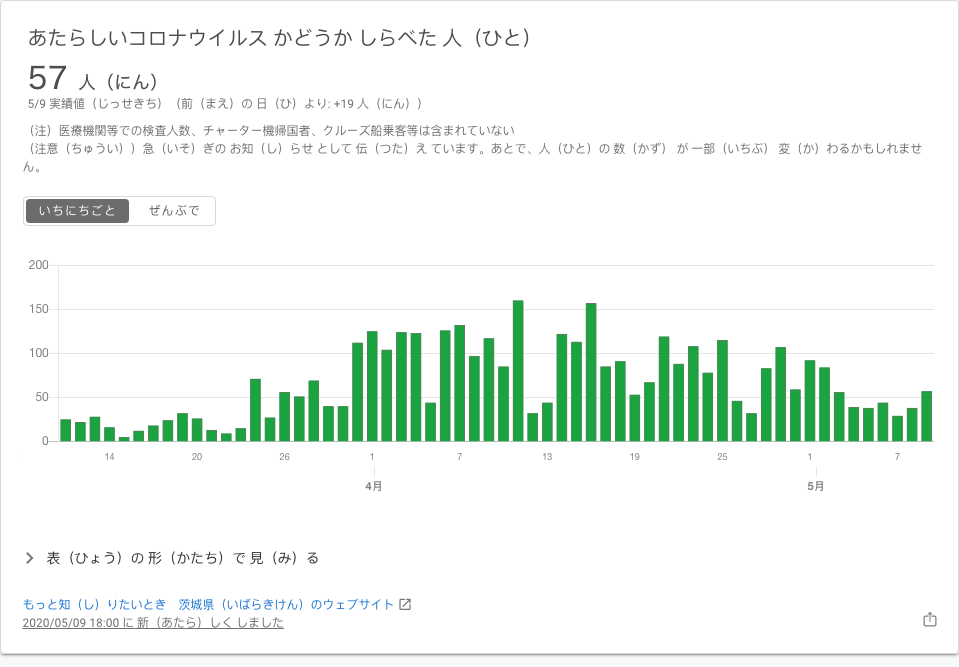 あたらしいコロナウイルス かどうか しらべた 人（ひと）
57 人（にん）
5/9 実績値（じっせきち）（前（まえ）の 日（ひ）より: +19 人（にん））
（注）医療機関等での検査人数、チャーター機帰国者、クルーズ船乗客等は含まれていない
（注意（ちゅうい））急（いそ）ぎの お知（し）らせ として 伝（つた）え ています。あとで、人（ひと）の 数（かず） が 一部（いちぶ） 変（か）わるかもしれませ
ん。
いちにちごと ぜんぶで
200
150
100
50
0
14 20 26 1 7 13 19 25 1 7
4月 5月
表（ひょう）の 形（かたち）で 見（み）る
もっと知（し）りたいとき　茨城県（いばらきけん）のウェブサイト
2020/05/09 18:00 に 新（あたら）しく しました